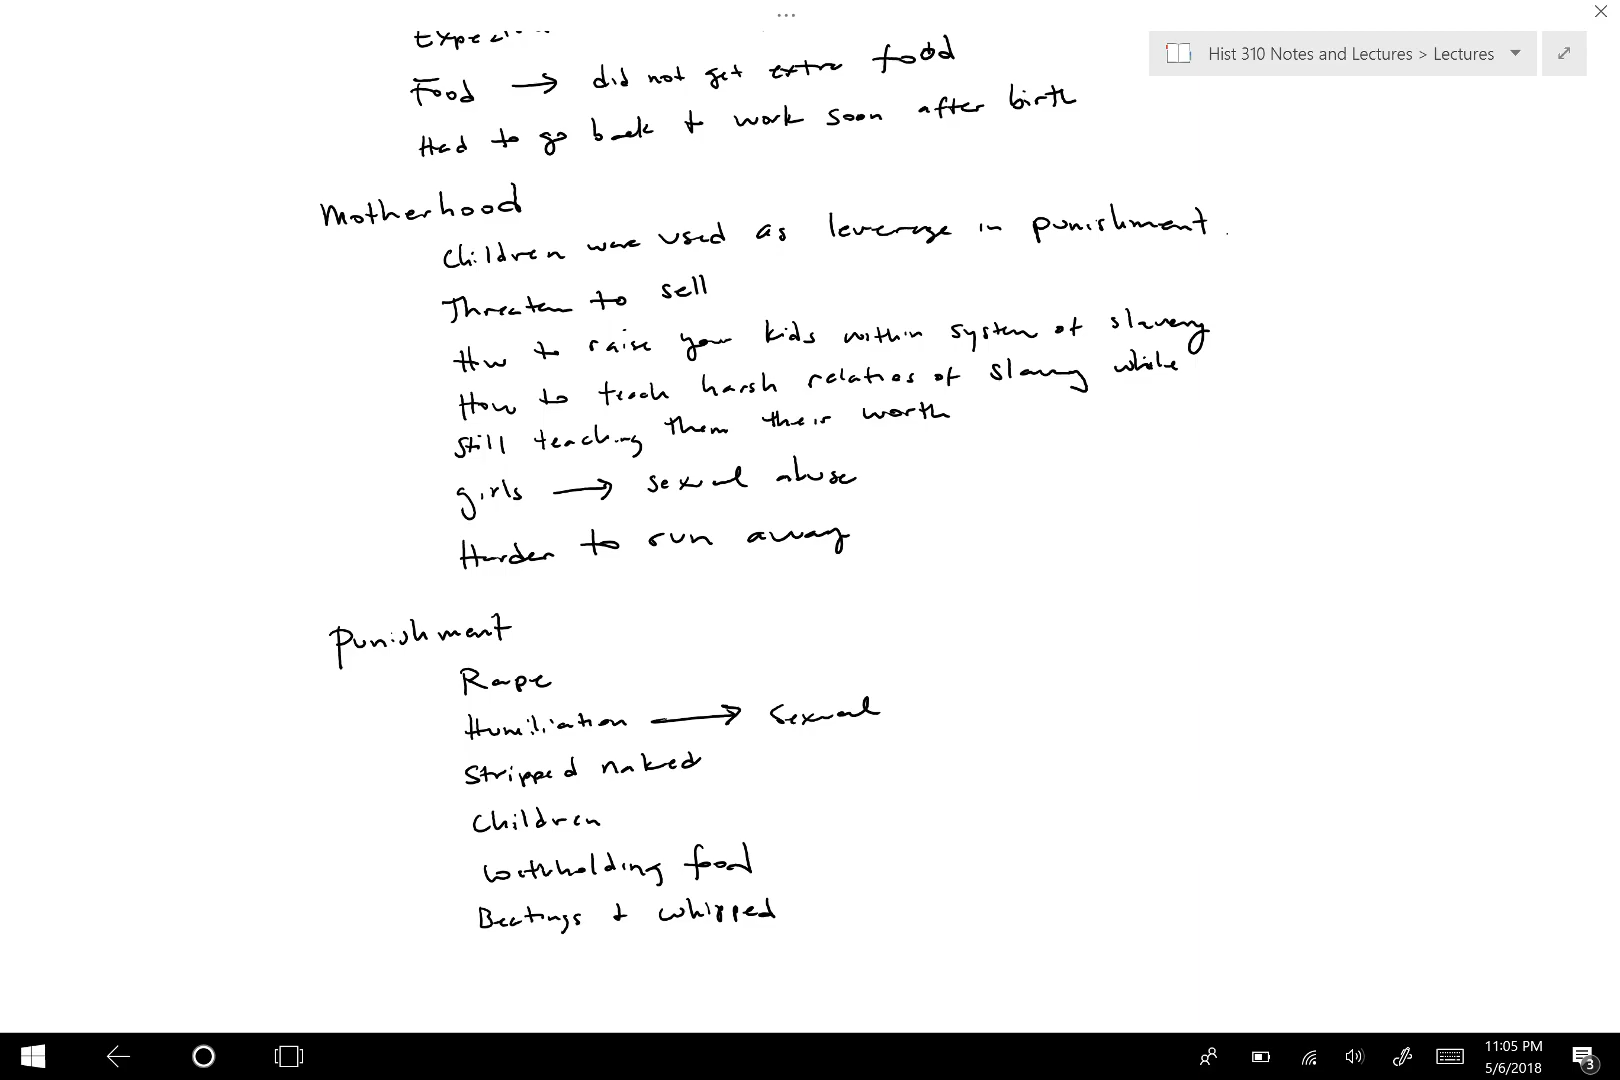 Hist 310 Notes and Lectures > Lectures
Food → did not get extra food
Had to go back to work soon after birth
Motherhood
Children were used as leverage in punishment.
Threaten to sell
How to raise your kids within system of slavery
How to teach harsh relaties of slavery while
still teaching them their worth
girls → sexual abuse
Harder to run away
Punishment
Rape
Humiliation → sexual
Stripped naked
Children
Withholding food
Beatings + whipped
11:05 PM
5/6/2018
3